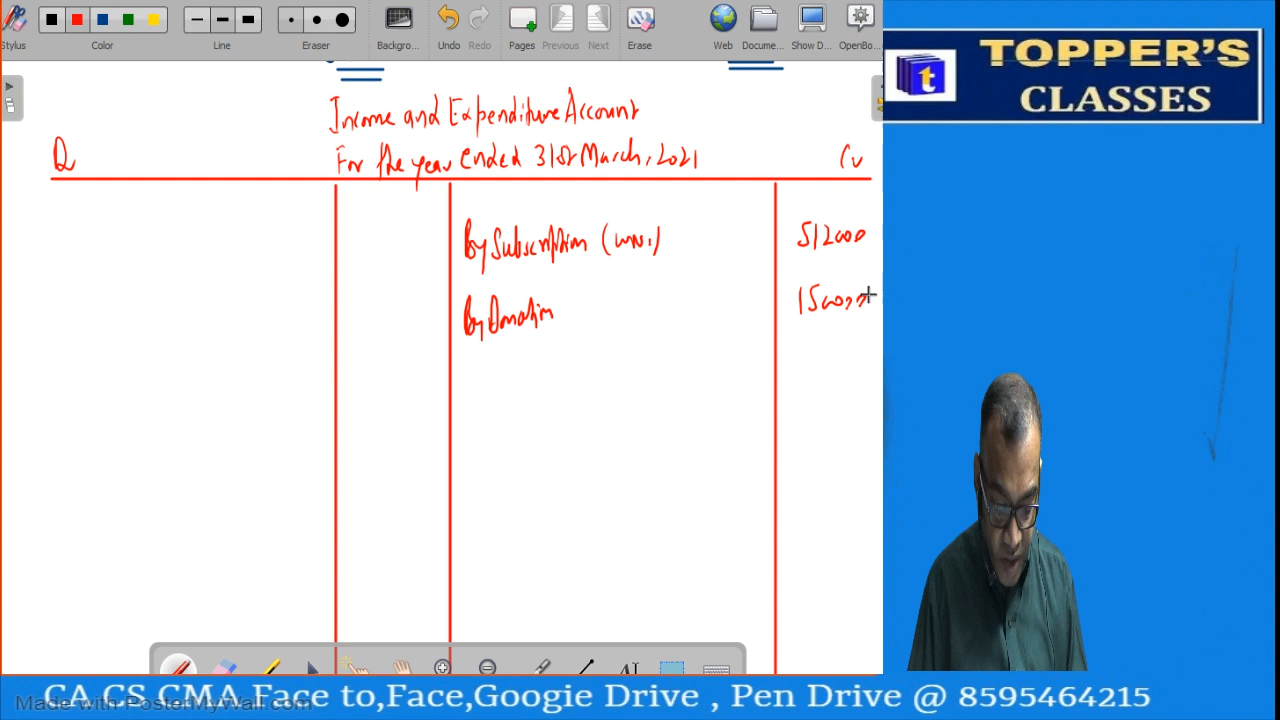 Stylus
Color
Line
Eraser
Backgro...
Undo
Redo
Pages
Previous
Next
Erase
Web
Docume...
Show D...
OpenBo...
TOPPER'S
CLASSES
t
Income and Expenditure Account
Dr For the year ended 31st March, 2021 Cr
By Subscription (WN.1) 512000
By Donation
CA,CS,CMA Face to,Face,Googie Drive , Pen Drive @ 8595464215
Made with PosterMyWall.com